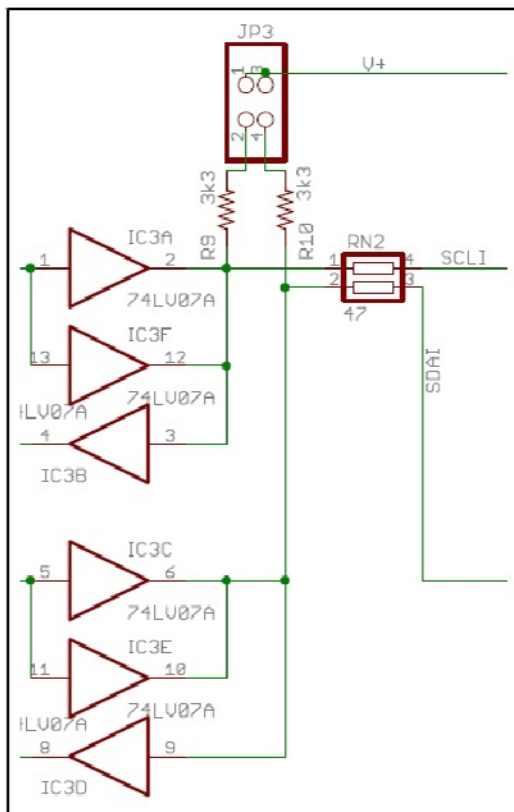 JP3
1 3
V+
2 4
3k3
3k3
R9
R10
IC3A
1 2
74LV07A
RN2
1 4
SCLI
2 3
47
SDAI
IC3F
13 12
74LV07A
4LV07A
4 3
IC3B
IC3C
5 6
74LV07A
IC3E
11 10
74LV07A
4LV07A
8 9
IC3D